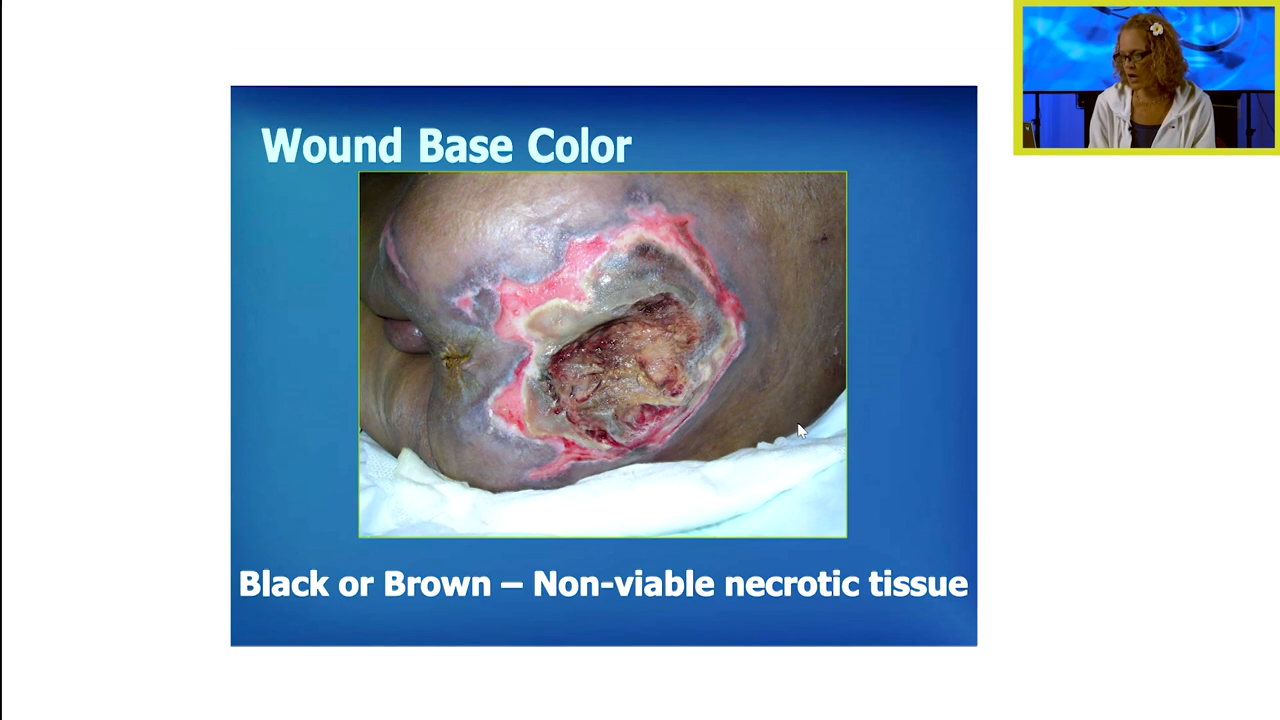 Wound Base Color
Black or Brown – Non-viable necrotic tissue